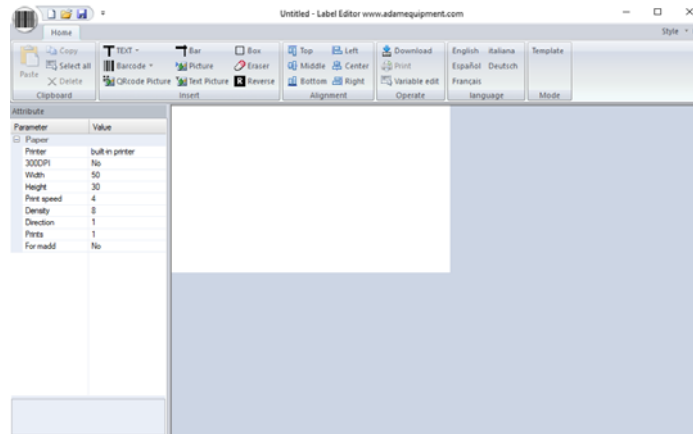 Untitled - Label Editor www.adamequipment.com
Home
Style
Paste
Copy
Select all
Delete
Clipboard
TEXT
Barcode
QRcode Picture
Bar
Picture
Text Picture
Box
Eraser
R Reverse
Insert
Top
Middle
Bottom
Left
Center
Right
Alignment
Download
Print
Variable edit
Operate
English
Español
Français
italiana
Deutsch
language
Template
Mode
Attribute
Parameter Value
Paper
Printer built-in printer
300DPI No
Width 50
Height 30
Print speed 4
Density 8
Direction 1
Prints 1
For madd No